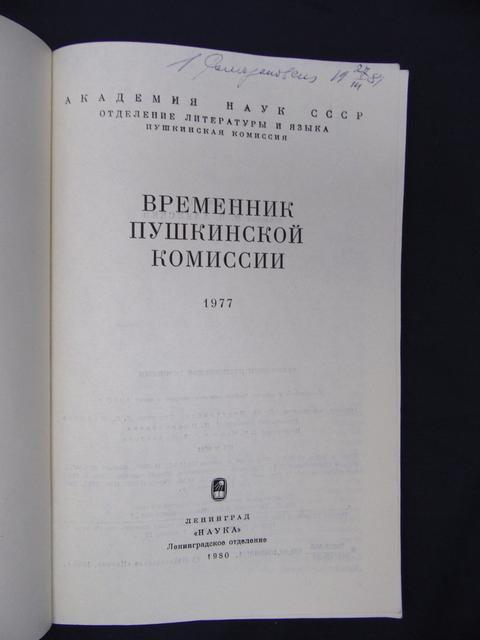 АКАДЕМИЯ НАУК СССР
ОТДЕЛЕНИЕ ЛИТЕРАТУРЫ И ЯЗЫКА
ПУШКИНСКАЯ КОМИССИЯ
ВРЕМЕННИК
ПУШКИНСКОЙ
КОМИССИИ
1977
ЛЕНИНГРАД
«НАУКА»
Ленинградское отделение
1980